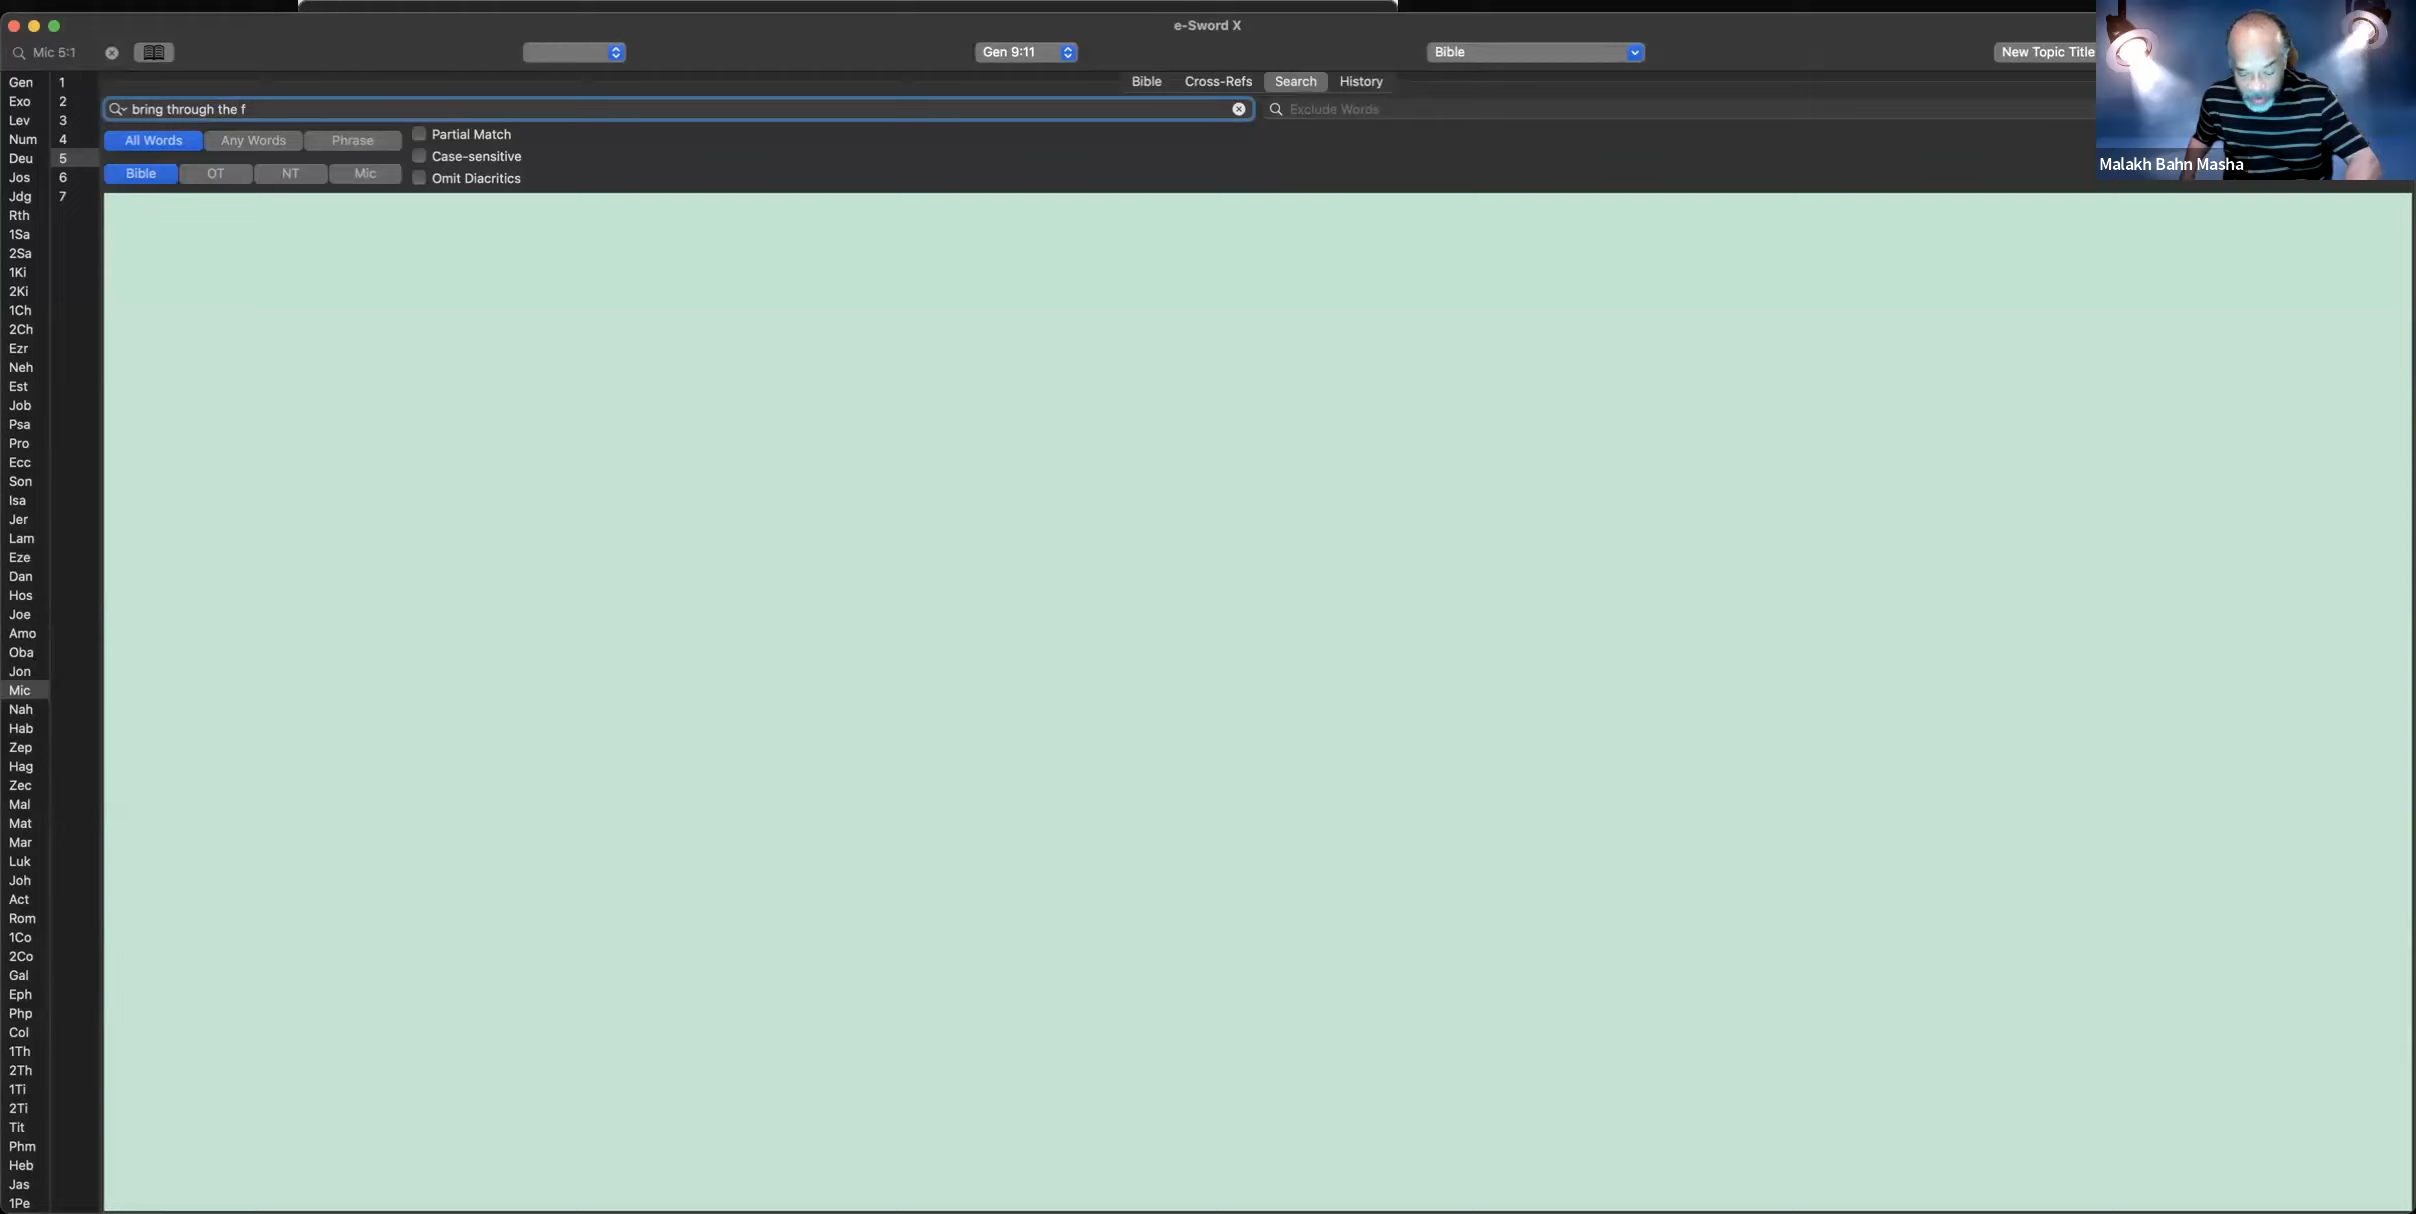 e-Sword X
Mic 5:1
Gen 9:11
Bible
New Topic Title
Bible
Cross-Refs
Search
History
bring through the f
Exclude Words
All Words
Any Words
Phrase
Partial Match
Case-sensitive
Omit Diacritics
Bible
OT
NT
Mic
Malakh Bahn Masha
Gen
Exo
Lev
Num
Deu
Jos
Jdg
Rth
1Sa
2Sa
1Ki
2Ki
1Ch
2Ch
Ezr
Neh
Est
Job
Psa
Pro
Ecc
Son
Isa
Jer
Lam
Eze
Dan
Hos
Joe
Amo
Oba
Jon
Mic
Nah
Hab
Zep
Hag
Zec
Mal
Mat
Mar
Luk
Joh
Act
Rom
1Co
2Co
Gal
Eph
Php
Col
1Th
2Th
1Ti
2Ti
Tit
Phm
Heb
Jas
1Pe
1
2
3
4
5
6
7